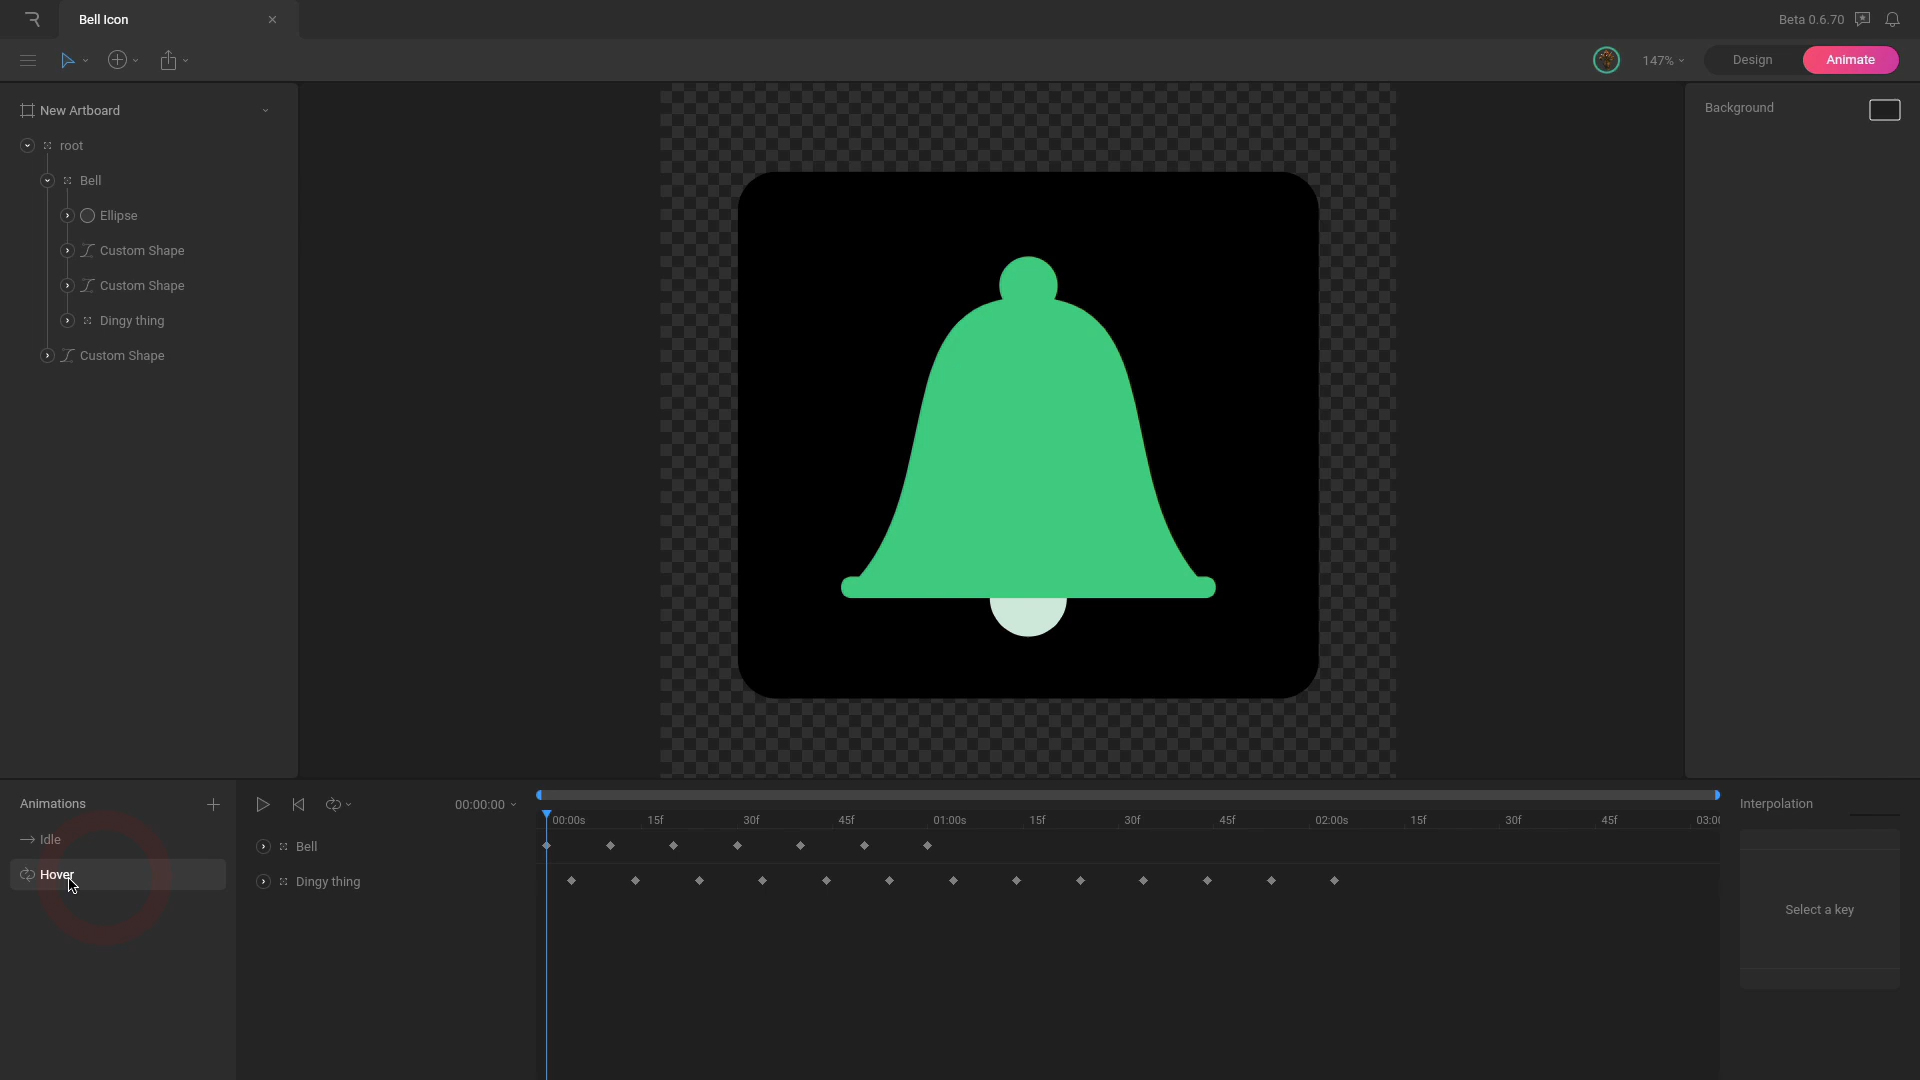 Bell Icon
Beta 0.6.70
147%
Design
Animate
New Artboard
root
Bell
Ellipse
Custom Shape
Custom Shape
Dingy thing
Custom Shape
Background
Animations
Idle
Hover
00:00:00
00:00s 15f 30f 45f 01:00s 15f 30f 45f 02:00s 15f 30f 45f 03:00
Bell
Dingy thing
Interpolation
Select a key